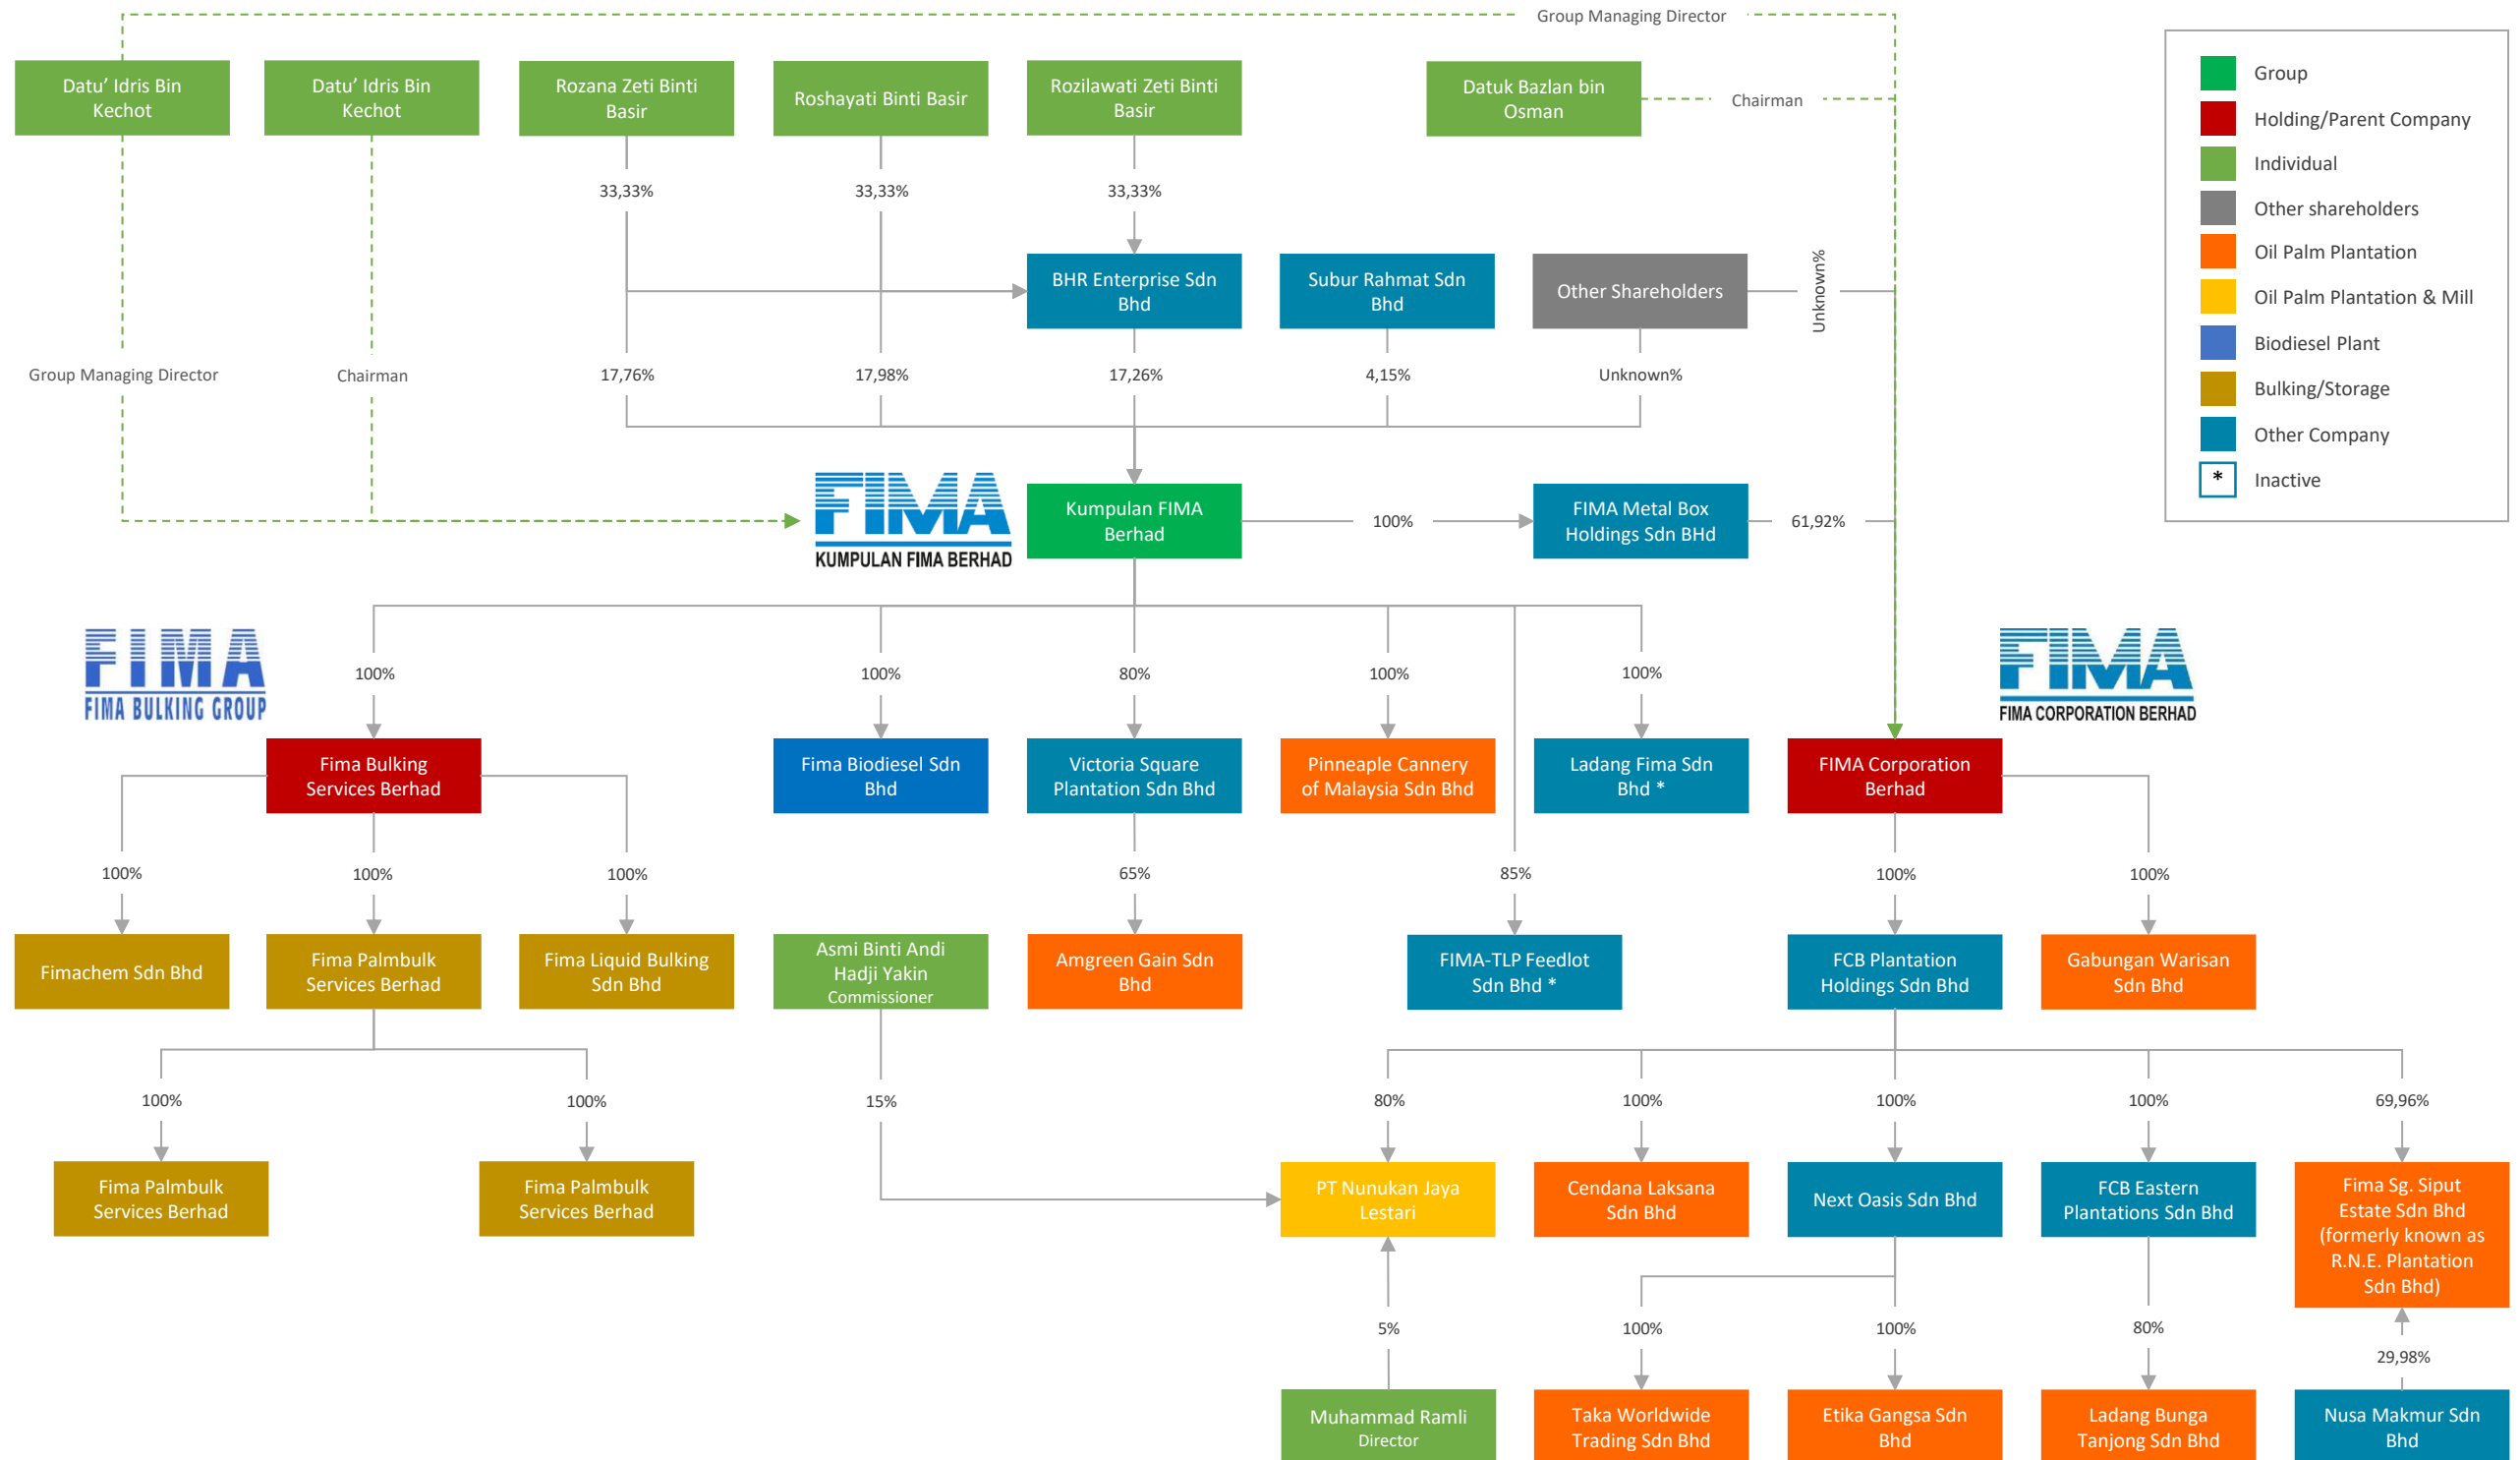 Group Managing Director
Datu’ Idris Bin
Kechot
Datu’ Idris Bin
Kechot
Rozana Zeti Binti
Basir
Roshayati Binti Basir
Rozilawati Zeti Binti
Basir
Datuk Bazlan bin
Osman
Chairman
Group
Holding/Parent Company
Individual
Other shareholders
Oil Palm Plantation
Oil Palm Plantation & Mill
Biodiesel Plant
Bulking/Storage
Other Company
*
Inactive
33,33%
33,33%
33,33%
BHR Enterprise Sdn
Bhd
Subur Rahmat Sdn
Bhd
Other Shareholders
Unknown%
Group Managing Director
Chairman
17,76%
17,98%
17,26%
4,15%
Unknown%
FIMA
KUMPULAN FIMA BERHAD
Kumpulan FIMA
Berhad
100%
FIMA Metal Box
Holdings Sdn BHd
61,92%
FIMA
FIMA BULKING GROUP
100%
100%
80%
100%
100%
FIMA
FIMA CORPORATION BERHAD
Fima Bulking
Services Berhad
Fima Biodiesel Sdn
Bhd
Victoria Square
Plantation Sdn Bhd
Pinneaple Cannery
of Malaysia Sdn Bhd
Ladang Fima Sdn
Bhd *
FIMA Corporation
Berhad
100%
100%
100%
65%
85%
100%
100%
Fimachem Sdn Bhd
Fima Palmbulk
Services Berhad
Fima Liquid Bulking
Sdn Bhd
Asmi Binti Andi
Hadji Yakin
Commissioner
Amgreen Gain Sdn
Bhd
FIMA-TLP Feedlot
Sdn Bhd *
FCB Plantation
Holdings Sdn Bhd
Gabungan Warisan
Sdn Bhd
100%
100%
15%
80%
100%
100%
100%
69,96%
Fima Palmbulk
Services Berhad
Fima Palmbulk
Services Berhad
PT Nunukan Jaya
Lestari
Cendana Laksana
Sdn Bhd
Next Oasis Sdn Bhd
FCB Eastern
Plantations Sdn Bhd
Fima Sg. Siput
Estate Sdn Bhd
(formerly known as
R.N.E. Plantation
Sdn Bhd)
5%
100%
100%
80%
29,98%
Muhammad Ramli
Director
Taka Worldwide
Trading Sdn Bhd
Etika Gangsa Sdn
Bhd
Ladang Bunga
Tanjong Sdn Bhd
Nusa Makmur Sdn
Bhd